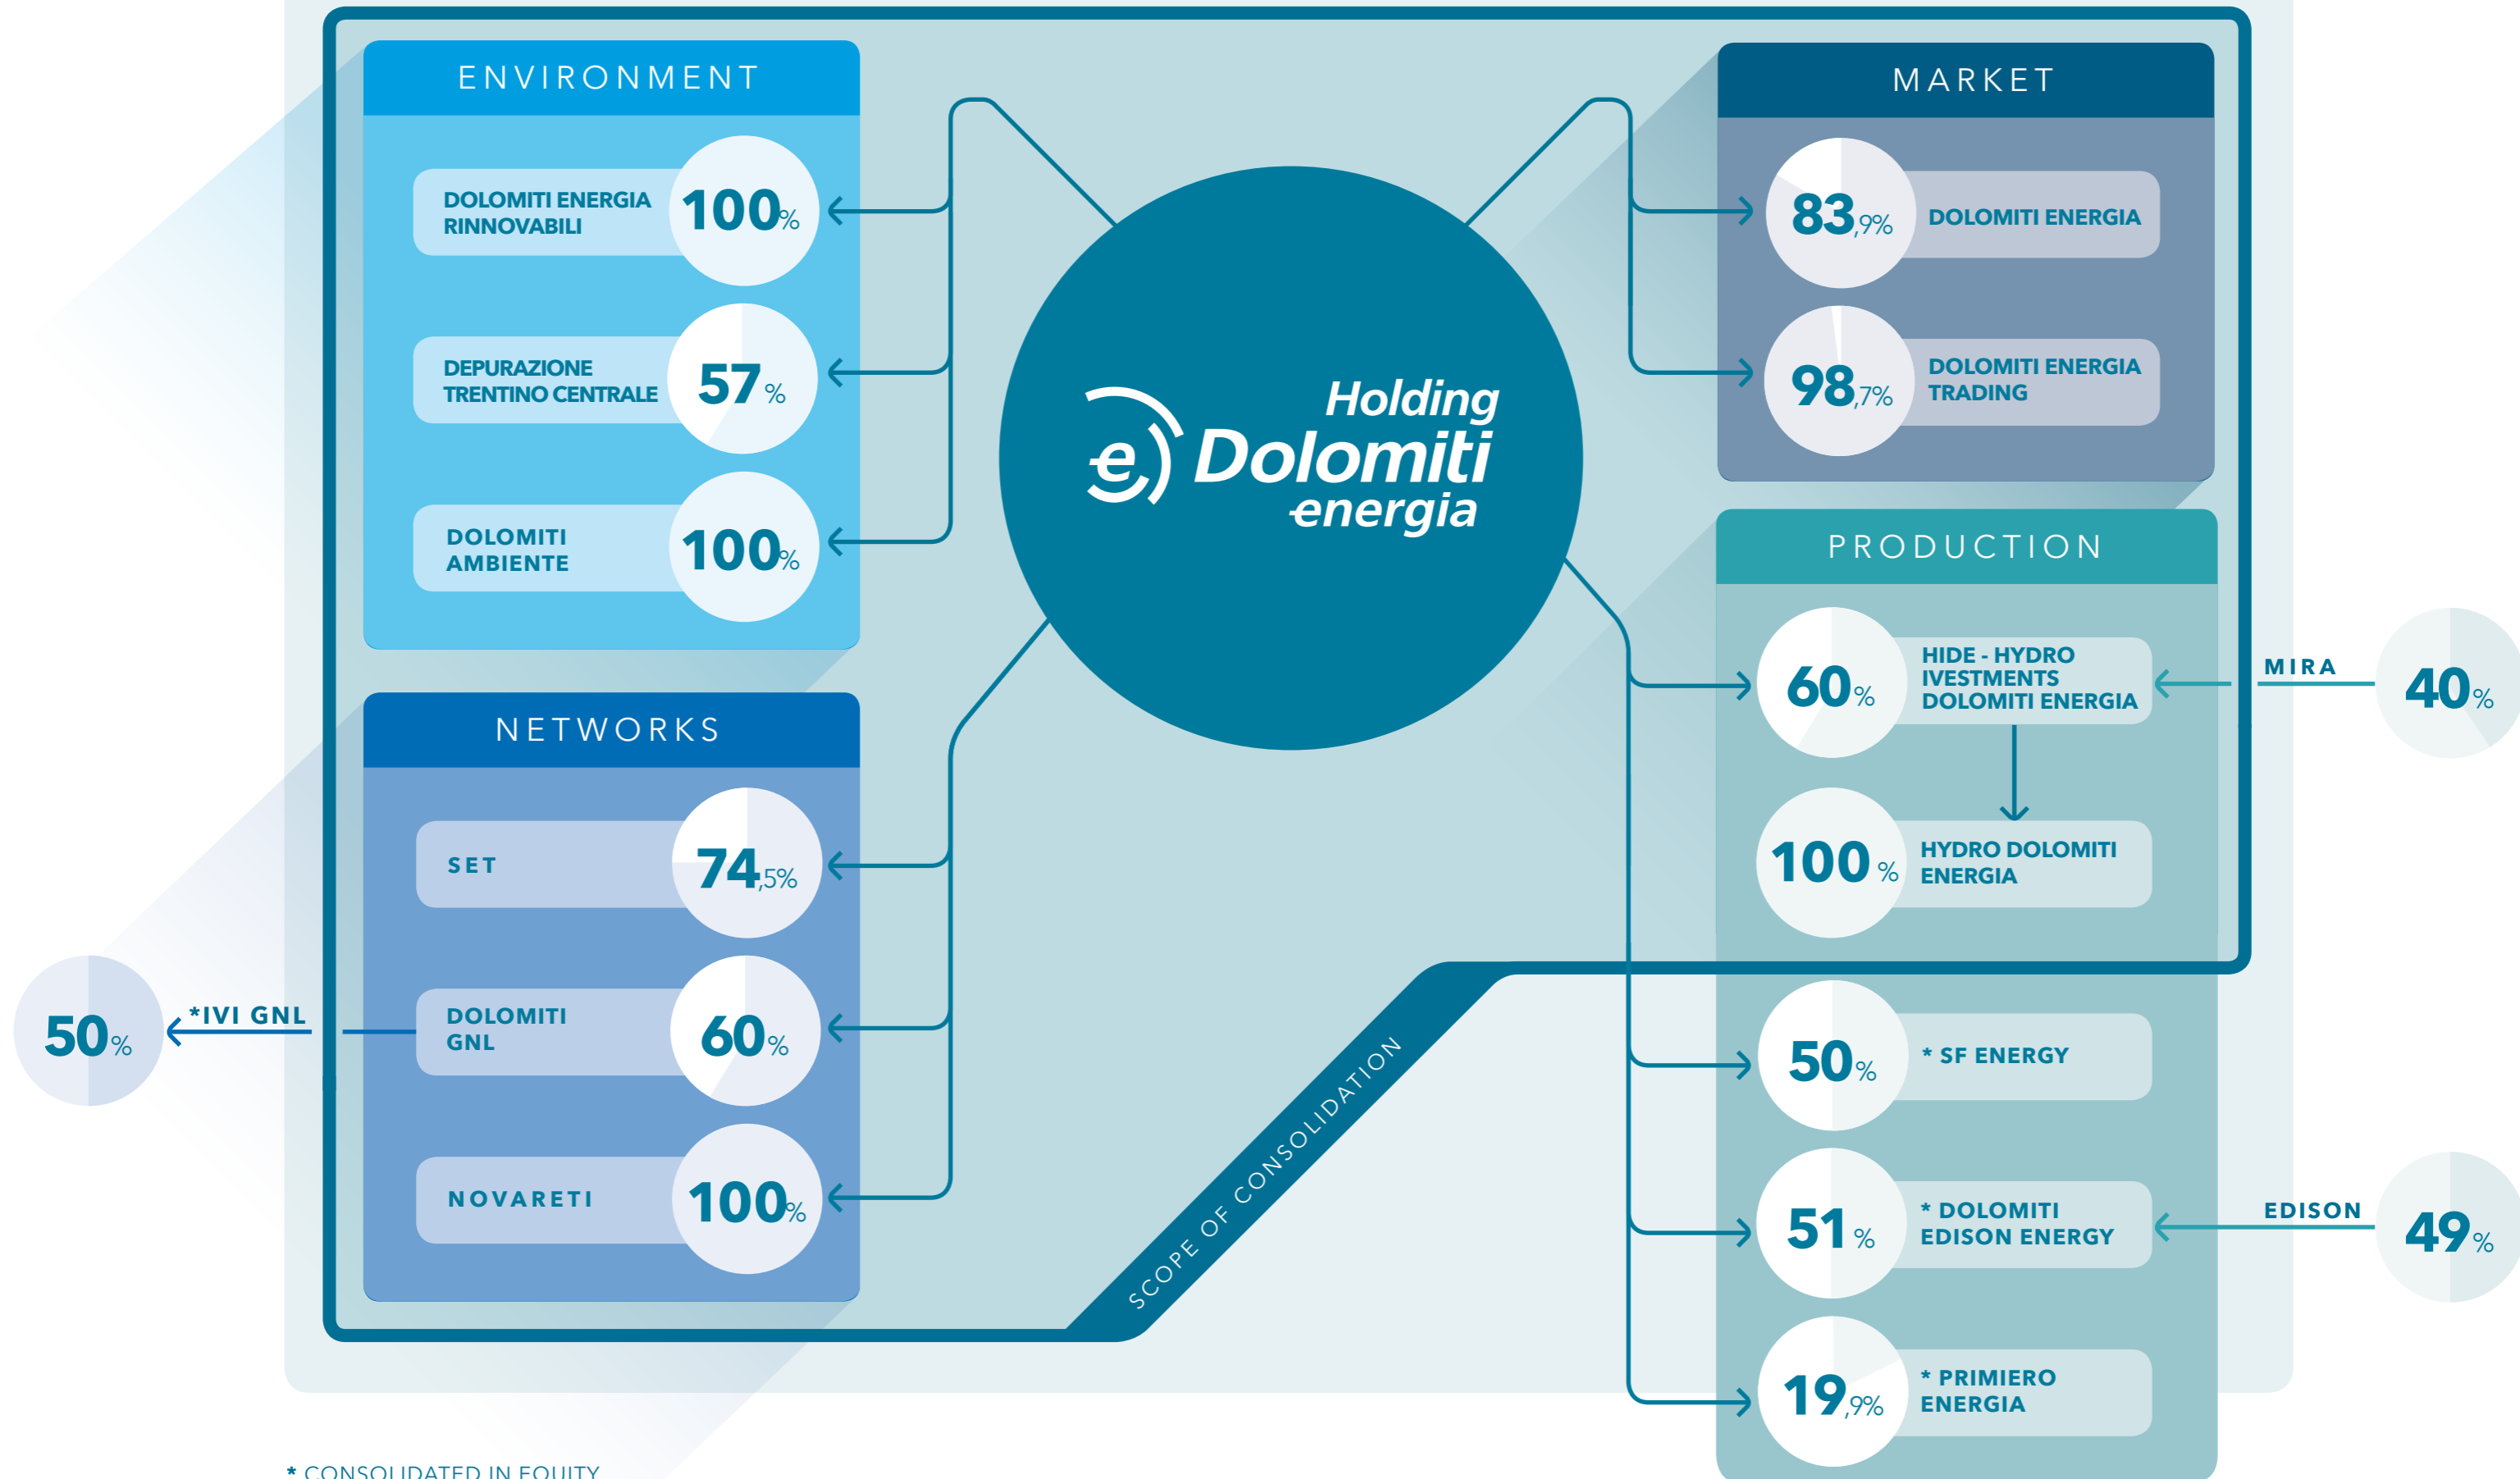 ENVIRONMENT
DOLOMITI ENERGIA
RINNOVABILI
100%
DEPURAZIONE
TRENTINO CENTRALE
57%
DOLOMITI
AMBIENTE
100%
NETWORKS
SET
74,5%
DOLOMITI
GNL
60%
*IVI GNL
50%
NOVARETI
100%
Holding
e Dolomiti
energia
SCOPE OF CONSOLIDATION
MARKET
83,9%
DOLOMITI ENERGIA
98,7%
DOLOMITI ENERGIA
TRADING
PRODUCTION
60%
HIDE - HYDRO
IVESTMENTS
DOLOMITI ENERGIA
MIRA
40%
100 %
HYDRO DOLOMITI
ENERGIA
50%
* SF ENERGY
51%
* DOLOMITI
EDISON ENERGY
EDISON
49%
19,9%
* PRIMIERO
ENERGIA
* CONSOLIDATED IN EQUITY